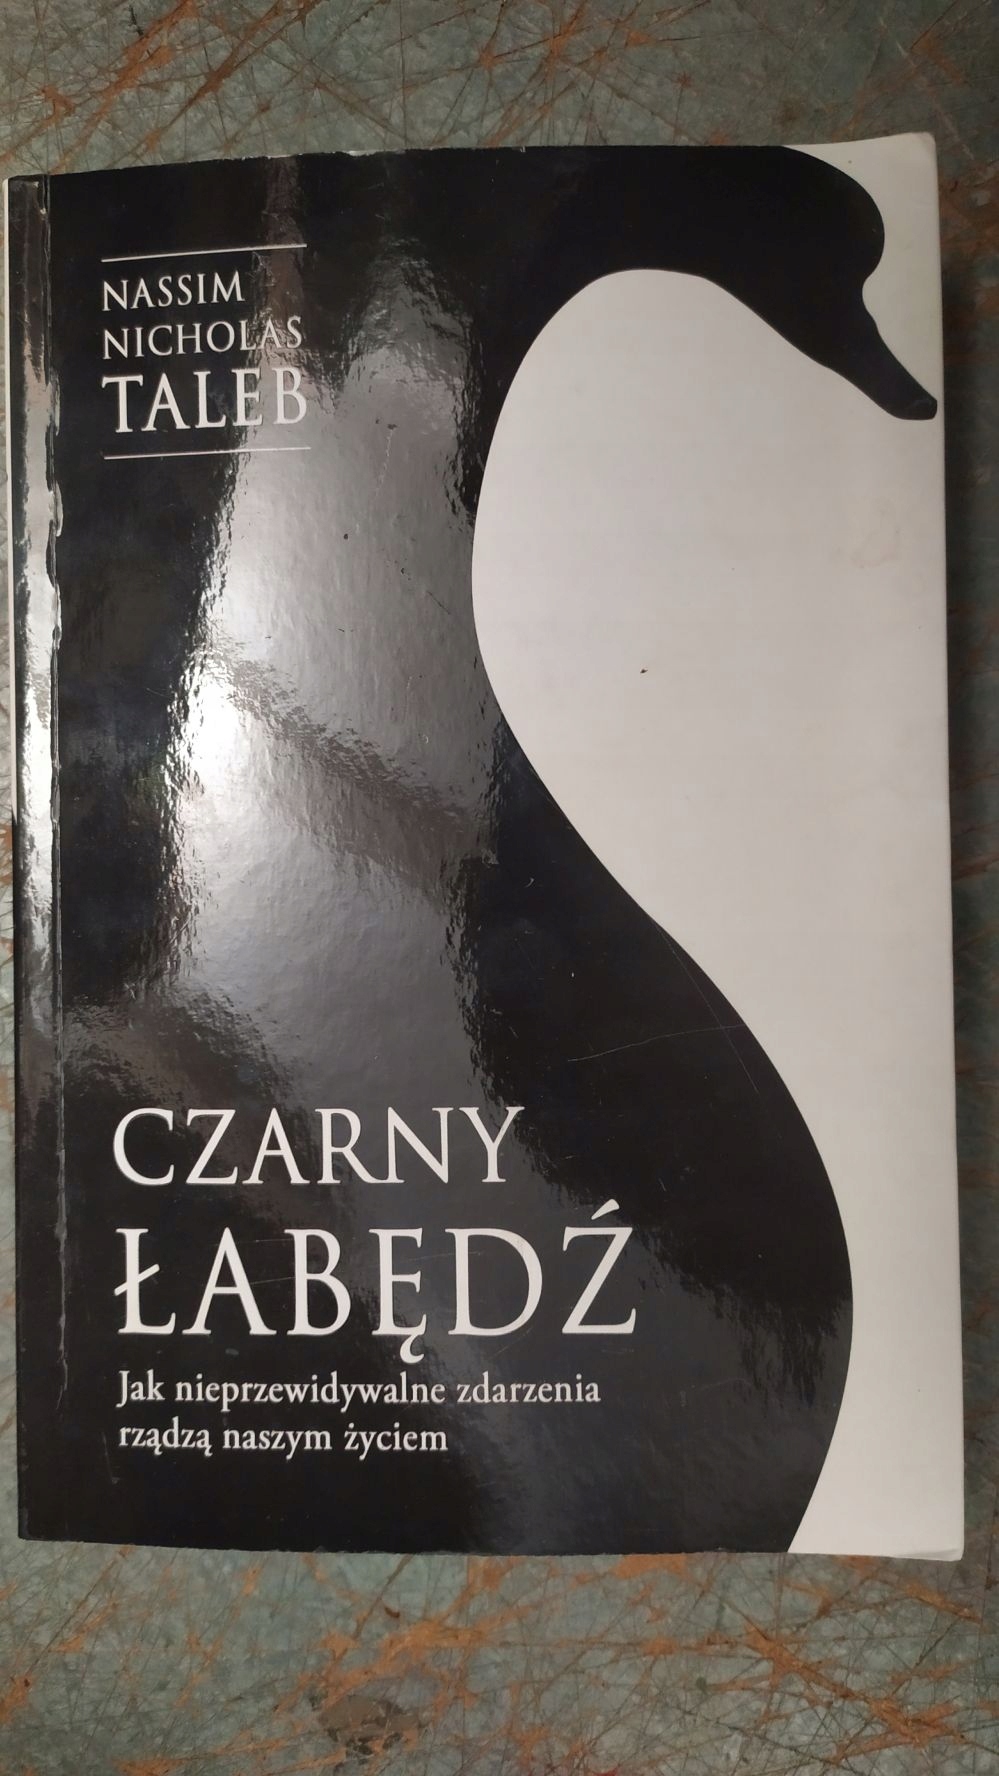 NASSIM
NICHOLAS
TALEB
CZARNY
ŁABĘDŹ
Jak nieprzewidywalne zdarzenia
rządzą naszym życiem